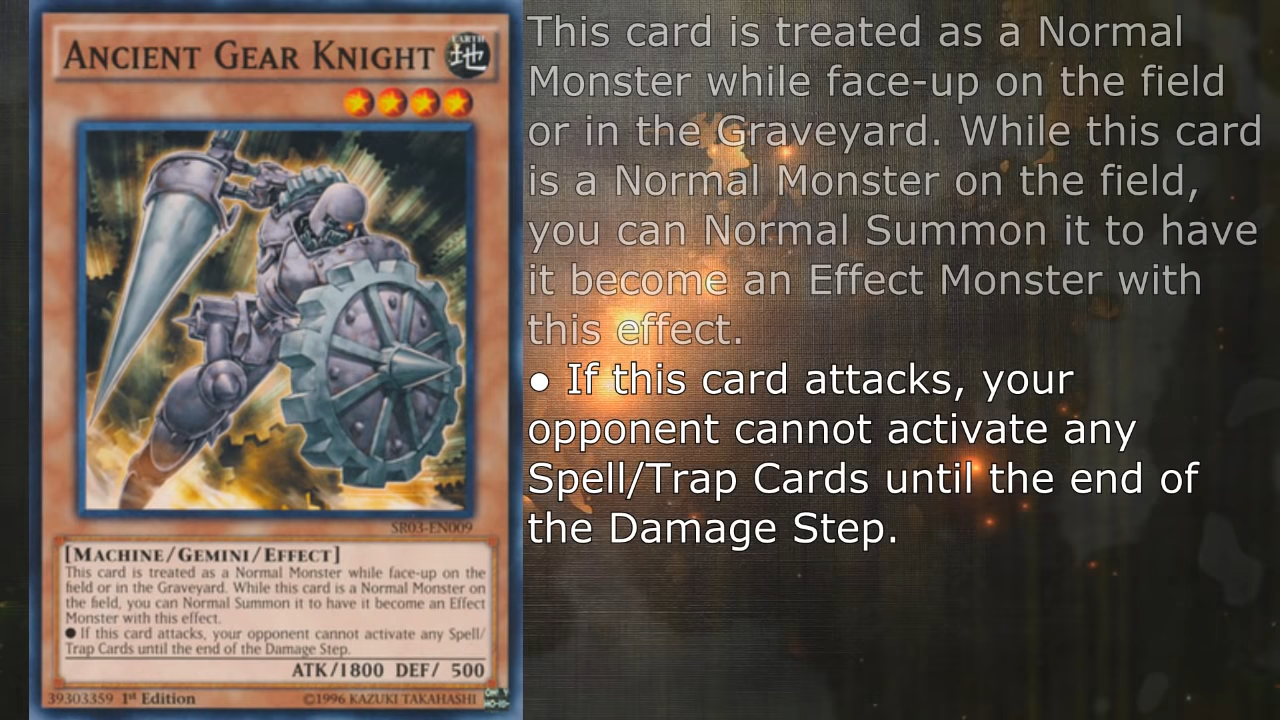 ANCIENT GEAR KNIGHT
EARTH
地
SR03-EN009
[MACHINE/GEMINI/EFFECT]
This card is treated as a Normal Monster while face-up on the
field or in the Graveyard. While this card is a Normal Monster on
the field, you can Normal Summon it to have it become an Effect
Monster with this effect.
● If this card attacks, your opponent cannot activate any Spell/
Trap Cards until the end of the Damage Step.
ATK/1800 DEF/ 500
39303359 1st Edition ©1996 KAZUKI TAKAHASHI
This card is treated as a Normal
Monster while face-up on the field
or in the Graveyard. While this card
is a Normal Monster on the field,
you can Normal Summon it to have
it become an Effect Monster with
this effect.
● If this card attacks, your
opponent cannot activate any
Spell/Trap Cards until the end of
the Damage Step.